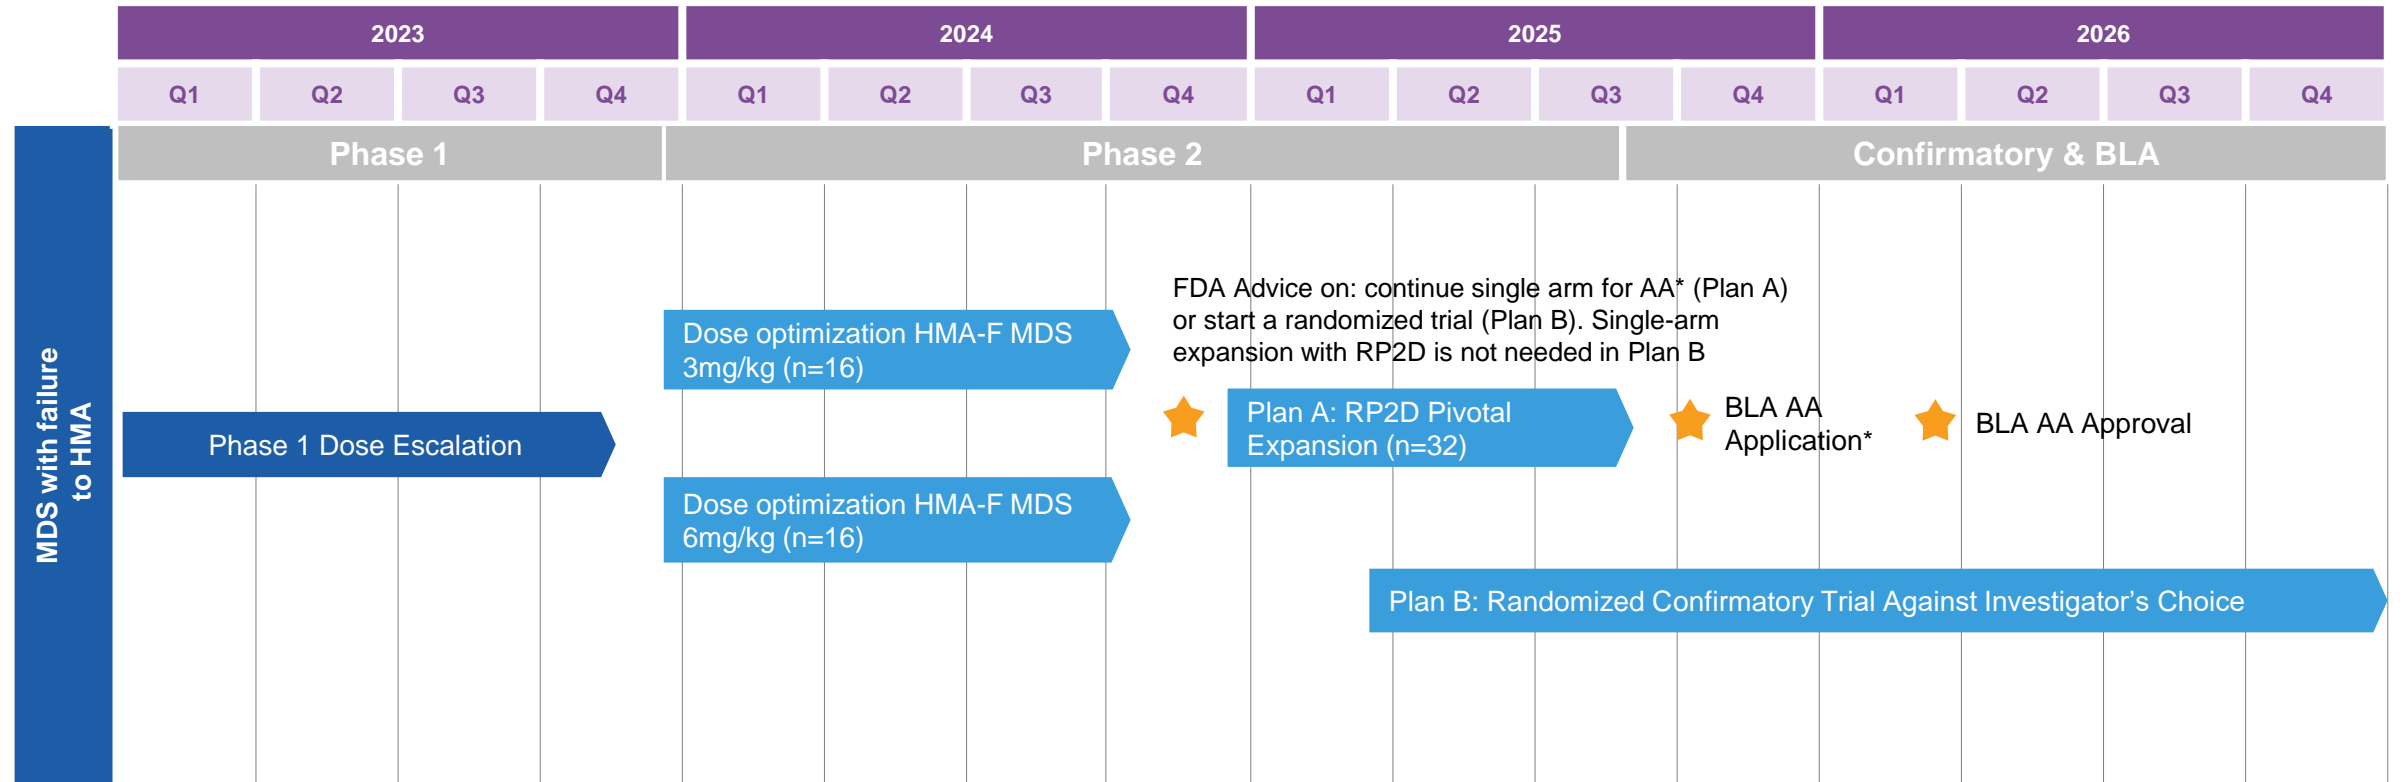 2023
2024
2025
2026
Q1
Q2
Q3
Q4
Q1
Q2
Q3
Q4
Q1
Q2
Q3
Q4
Q1
Q2
Q3
Q4
Phase 1
Phase 2
Confirmatory & BLA
MDS with failure
to HMA
Phase 1 Dose Escalation
Dose optimization HMA-F MDS
3mg/kg (n=16)
Dose optimization HMA-F MDS
6mg/kg (n=16)
FDA Advice on: continue single arm for AA* (Plan A)
or start a randomized trial (Plan B). Single-arm
expansion with RP2D is not needed in Plan B
Plan A: RP2D Pivotal
Expansion (n=32)
BLA AA
Application*
BLA AA Approval
Plan B: Randomized Confirmatory Trial Against Investigator’s Choice